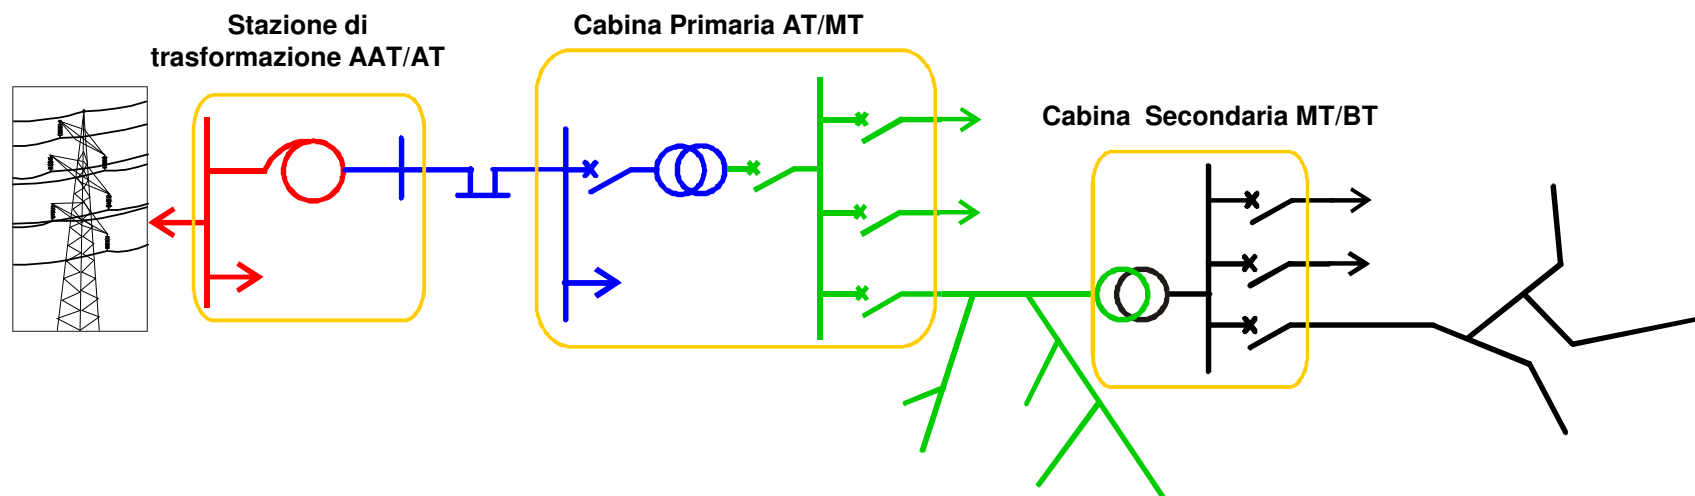 Stazione di
trasformazione AAT/AT
Cabina Primaria AT/MT
Cabina  Secondaria MT/BT